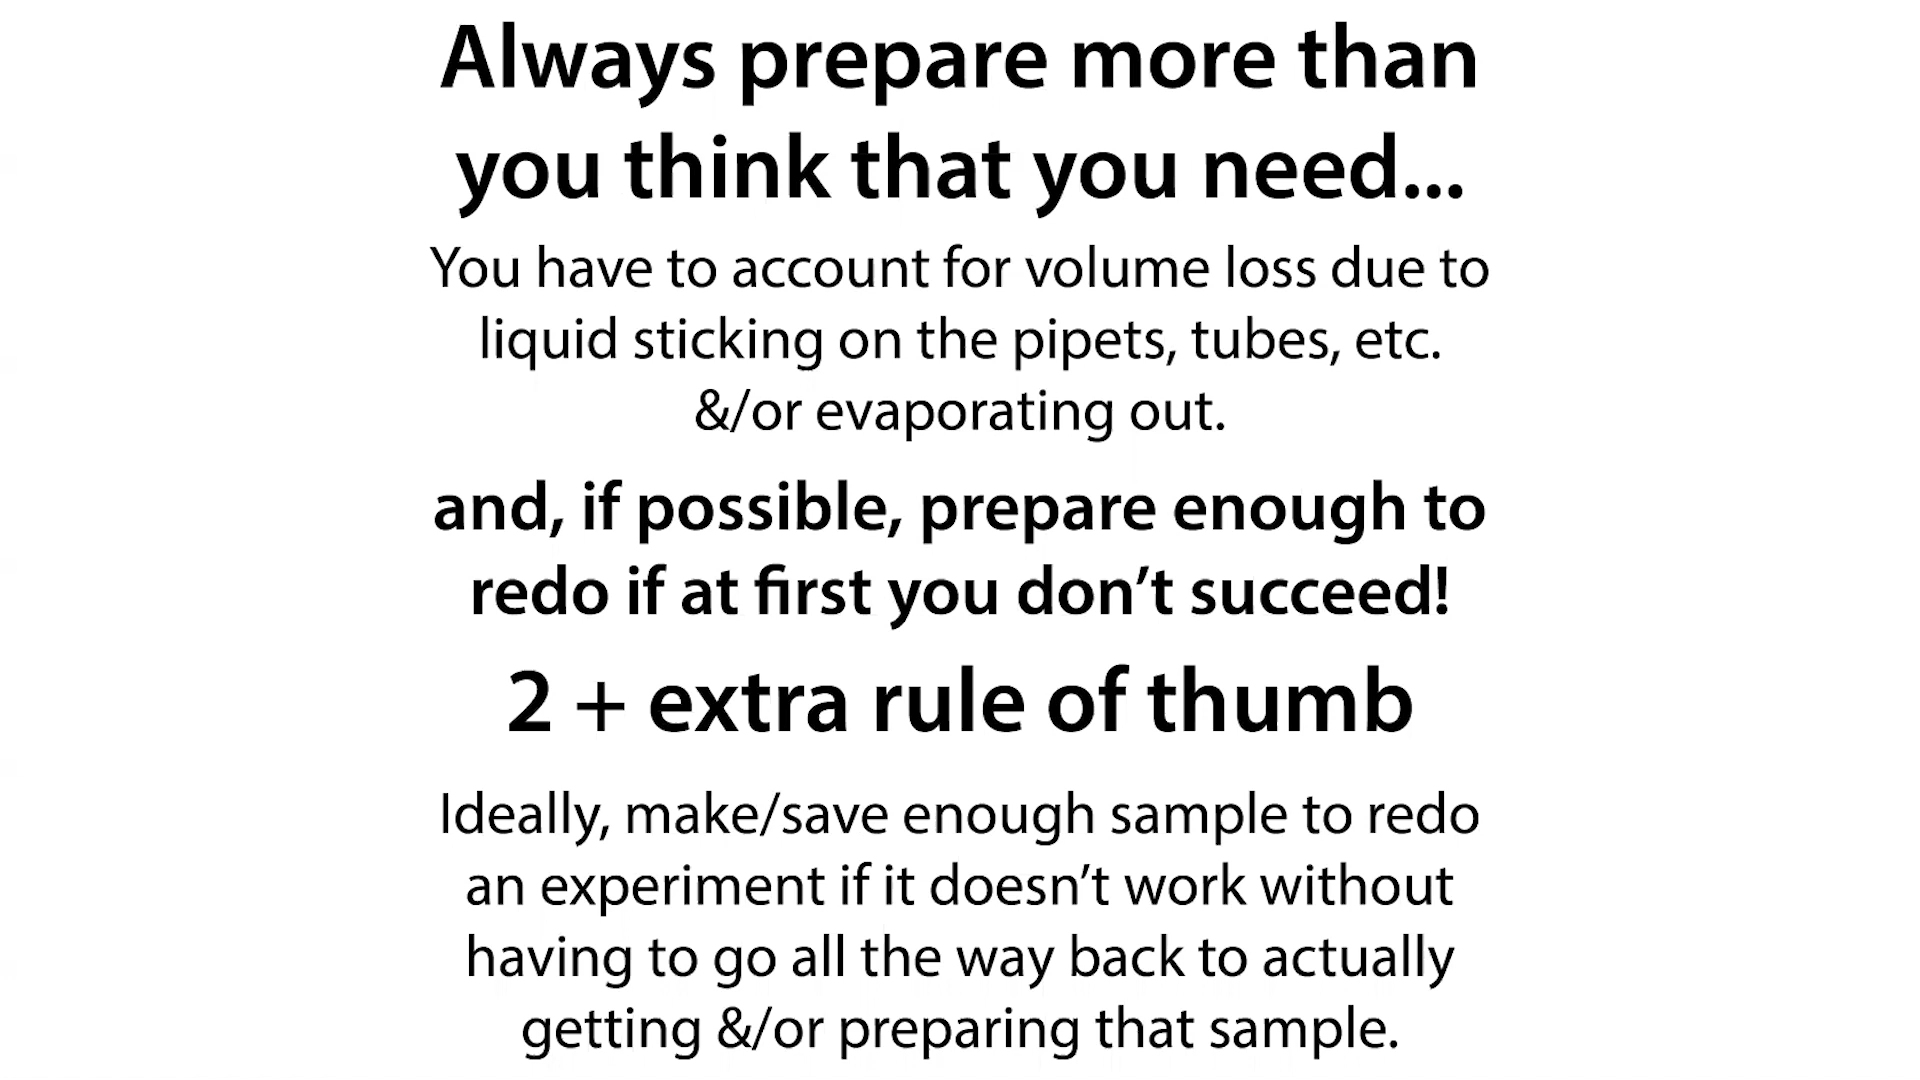 Always prepare more than
you think that you need...
You have to account for volume loss due to
liquid sticking on the pipets, tubes, etc.
&/or evaporating out.
and, if possible, prepare enough to
redo if at first you don’t succeed!
2 + extra rule of thumb
Ideally, make/save enough sample to redo
an experiment if it doesn’t work without
having to go all the way back to actually
getting &/or preparing that sample.